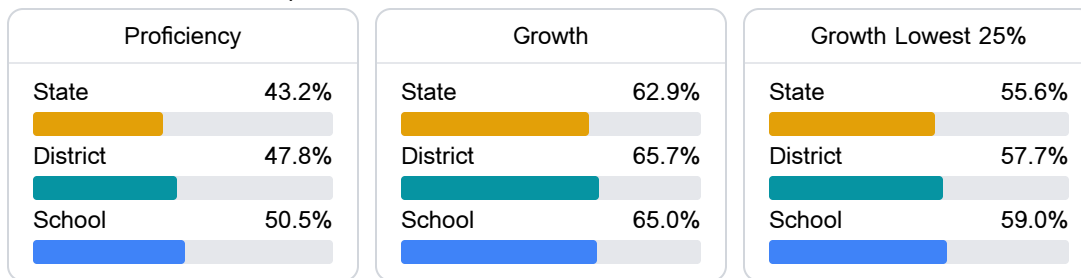 Proficiency
State 43.2%
District 47.8%
School 50.5%
Growth
State 62.9%
District 65.7%
School 65.0%
Growth Lowest 25%
State 55.6%
District 57.7%
School 59.0%